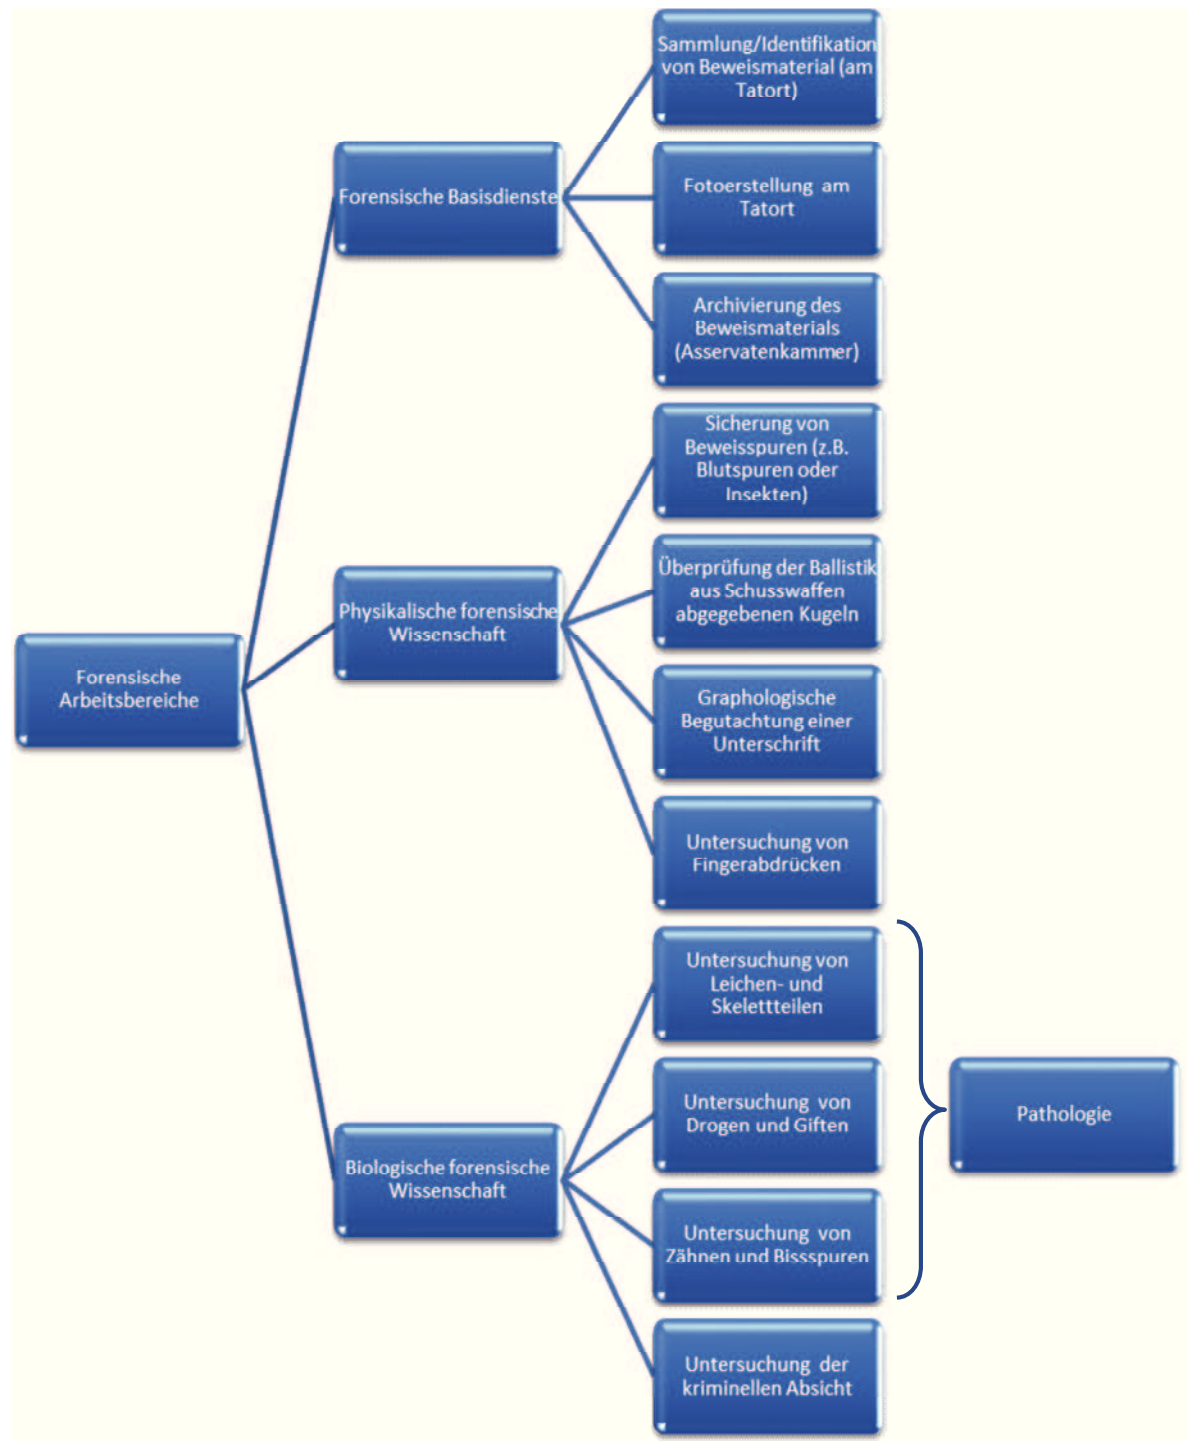 Sammlung/Identifikation
von Beweismaterial (am
Tatort)
Forensische Basisdienste
Fotoerstellung am
Tatort
Archivierung des
Beweismaterials
(Asservatenkammer)
Sicherung von
Beweisspuren (z.B.
Blutspuren oder
Insekten)
Physikalische forensische
Wissenschaft
Überprüfung der Ballistik
aus Schusswaffen
abgegebenen Kugeln
Forensische
Arbeitsbereiche
Graphologische
Begutachtung einer
Unterschrift
Untersuchung von
Fingerabdrücken
Untersuchung von
Leichen- und
Skelettteilen
Untersuchung von
Drogen und Giften
Pathologie
Biologische forensische
Wissenschaft
Untersuchung von
Zähnen und Bissspuren
Untersuchung der
kriminellen Absicht